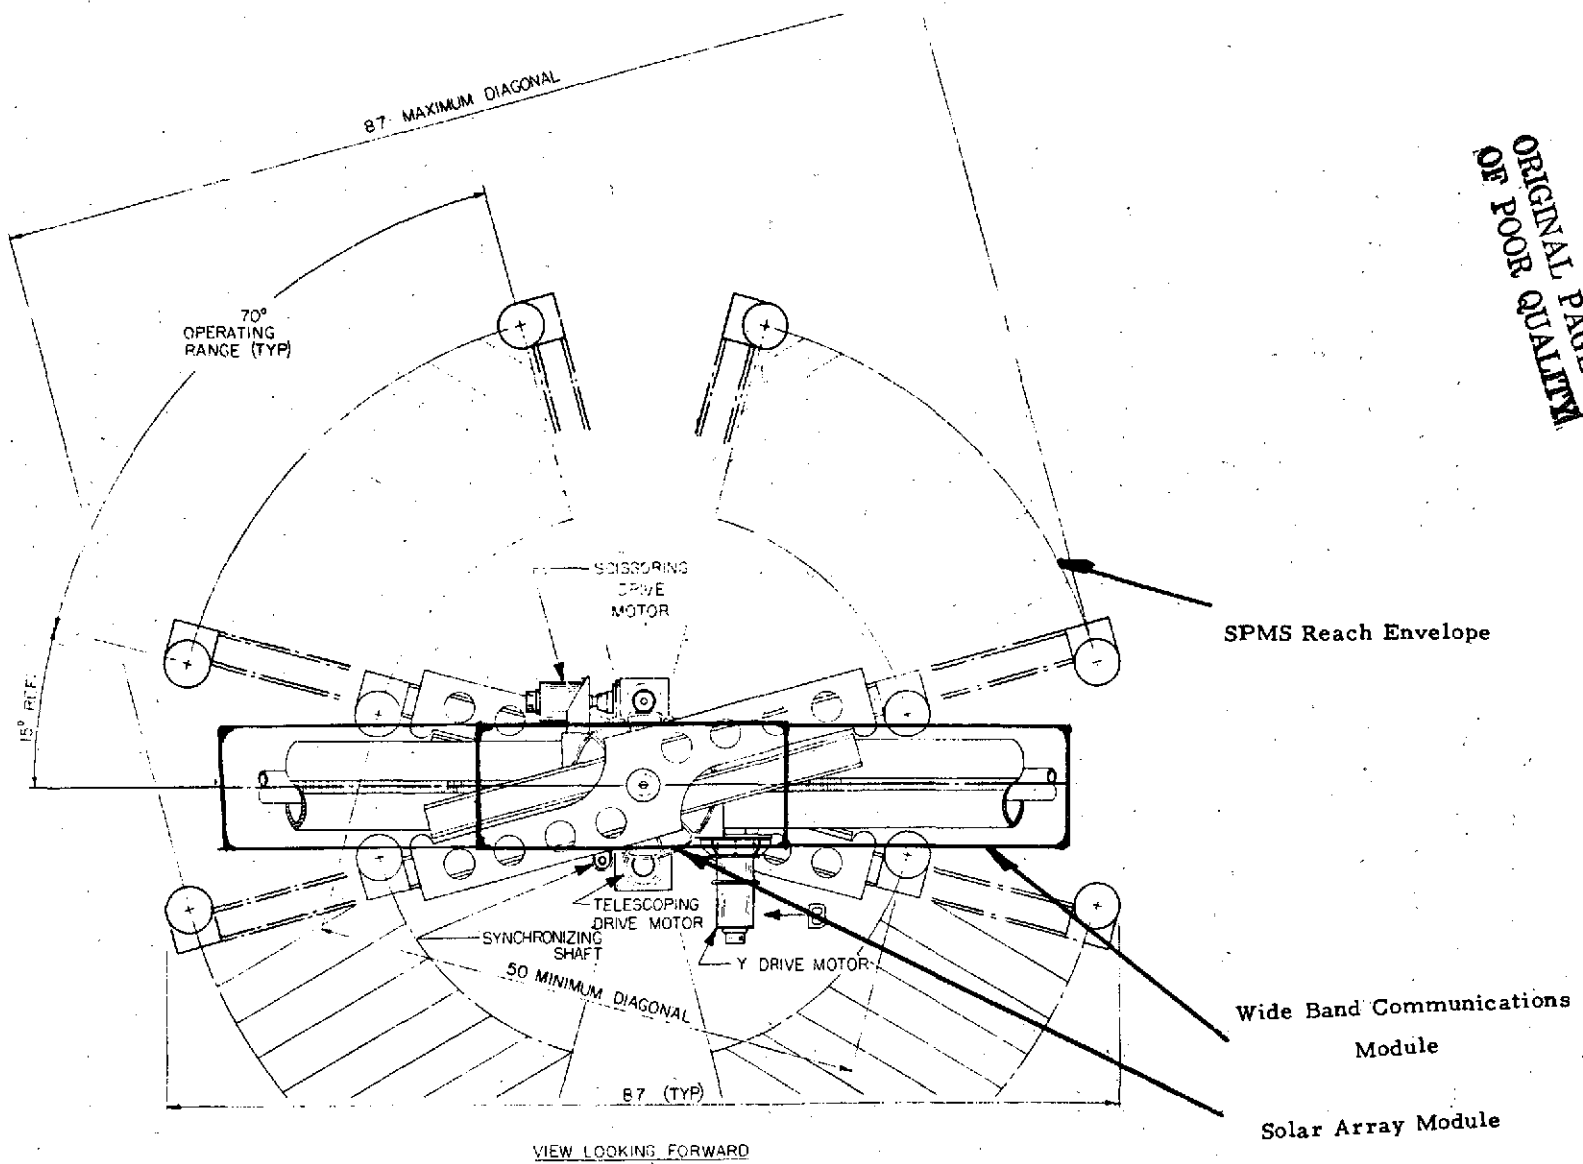 87 MAXIMUM DIAGONAL
ORIGINAL PAGE
OF POOR QUALITY
70°
OPERATING
RANGE (TYP)
SCISSORING
DRIVE
MOTOR
SPMS Reach Envelope
15° REF.
TELESCOPING
DRIVE MOTOR
B
SYNCHRONIZING
SHAFT
Y DRIVE MOTOR
50 MINIMUM DIAGONAL
Wide Band Communications
Module
87 (TYP)
Solar Array Module
VIEW LOOKING FORWARD